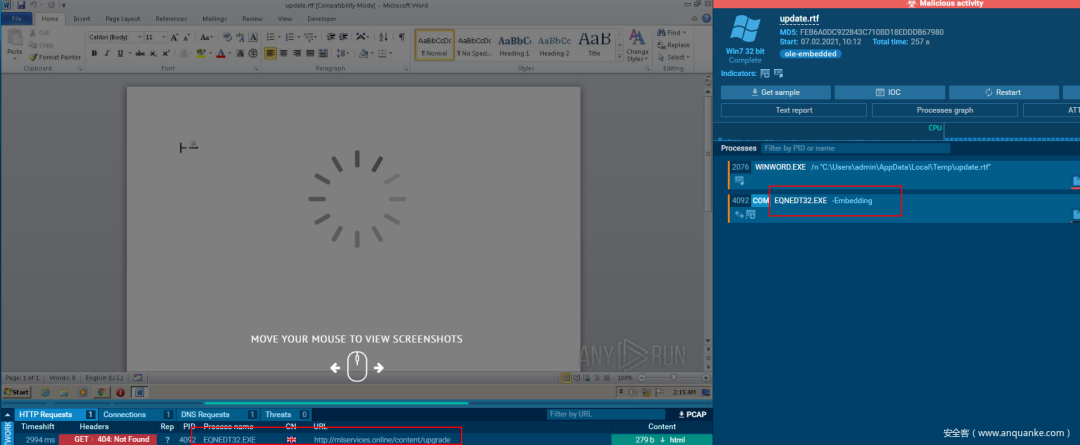 update.rtf [Compatibility Mode] - Microsoft Word
File Home Insert Page Layout References Mailings Review View Developer
Paste
Cut
Copy
Format Painter
Clipboard
Calibri (Body) 11
Font
Paragraph
AaBbCcDc AaBbCcDc AaBbC AaBbCc AaB
¶ Normal ¶ No Spaci... Heading 1 Heading 2 Title
Styles
Change Styles
Find
Replace
Select
Editing
MOVE YOUR MOUSE TO VIEW SCREENSHOTS
ANY RUN
Page: 1 of 1 Words: 0 English (U.S.) 100%
Start 2:15 AM
HTTP Requests 1 Connections 1 DNS Requests 1 Threats 0 Filter by URL PCAP
NETWORK
Timeshift Headers Rep PID Process name CN URL Content
2994 ms GET 404: Not Found ? 4092 EQNEDT32.EXE http://mlservices.online/content/upgrade 279 b html
Malicious activity
Win7 32 bit
Complete
update.rtf
MD5: FEB6A0DC922843C710BD18EDDDB67980
Start: 07.02.2021, 10:12 Total time: 257 s
ole-embedded
Indicators:
Get sample IOC Restart
Text report Processes graph ATT
CPU
Processes Filter by PID or name
2076 WINWORD.EXE /n "C:\Users\admin\AppData\Local\Temp\update.rtf"
4092 COM EQNEDT32.EXE -Embedding
安全客 ( www.anquanke.com )